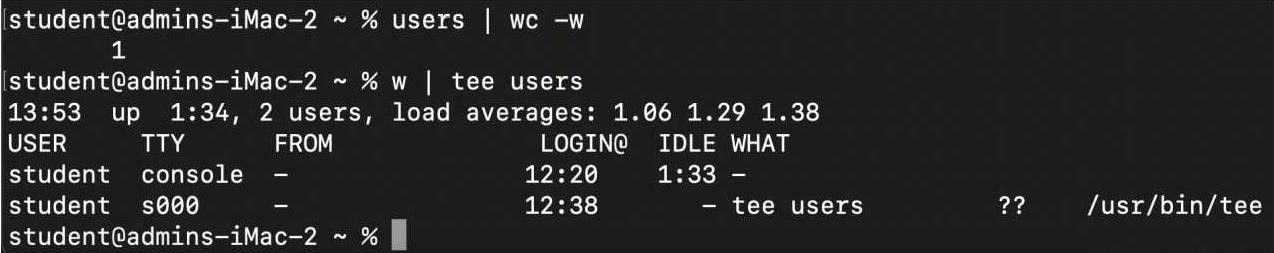 [student@admins-iMac-2 ~ % users | wc -w
       1
[student@admins-iMac-2 ~ % w | tee users
13:53  up  1:34, 2 users, load averages: 1.06 1.29 1.38
USER     TTY      FROM              LOGIN@  IDLE WHAT
student  console  -                12:20    1:33 -
student  s000     -                12:38       - tee users         ??    /usr/bin/tee
student@admins-iMac-2 ~ %